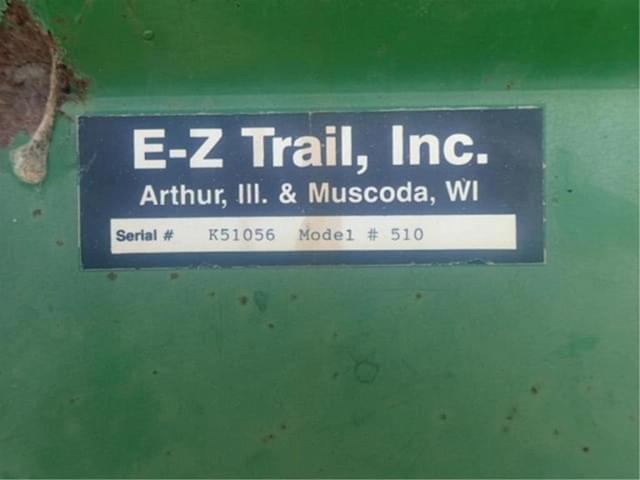 E-Z Trail, Inc.
Arthur, Ill. & Muscoda, WI
Serial # K51056 Model # 510